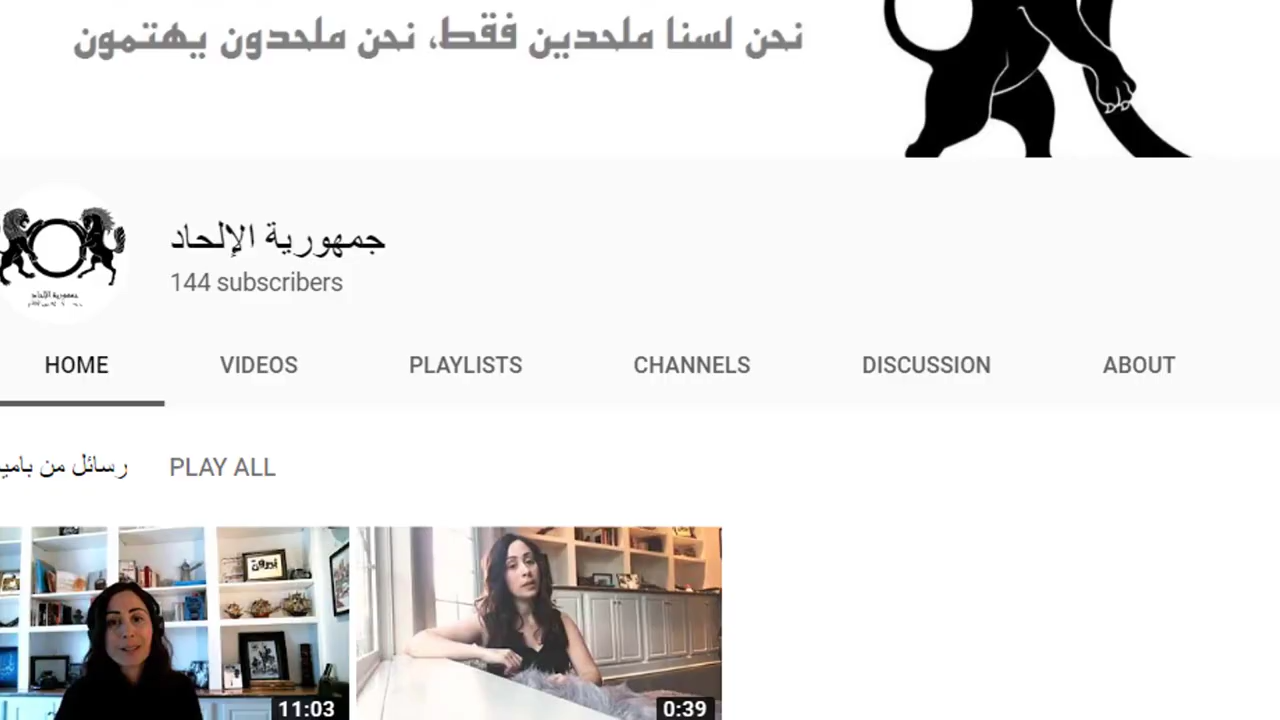 نحن لسنا ملحدين فقط، نحن ملحدون يهتمون
جمهورية الإلحاد
144 subscribers
HOME VIDEOS PLAYLISTS CHANNELS DISCUSSION ABOUT
رسائل من PLAY ALL
11:03 0:39